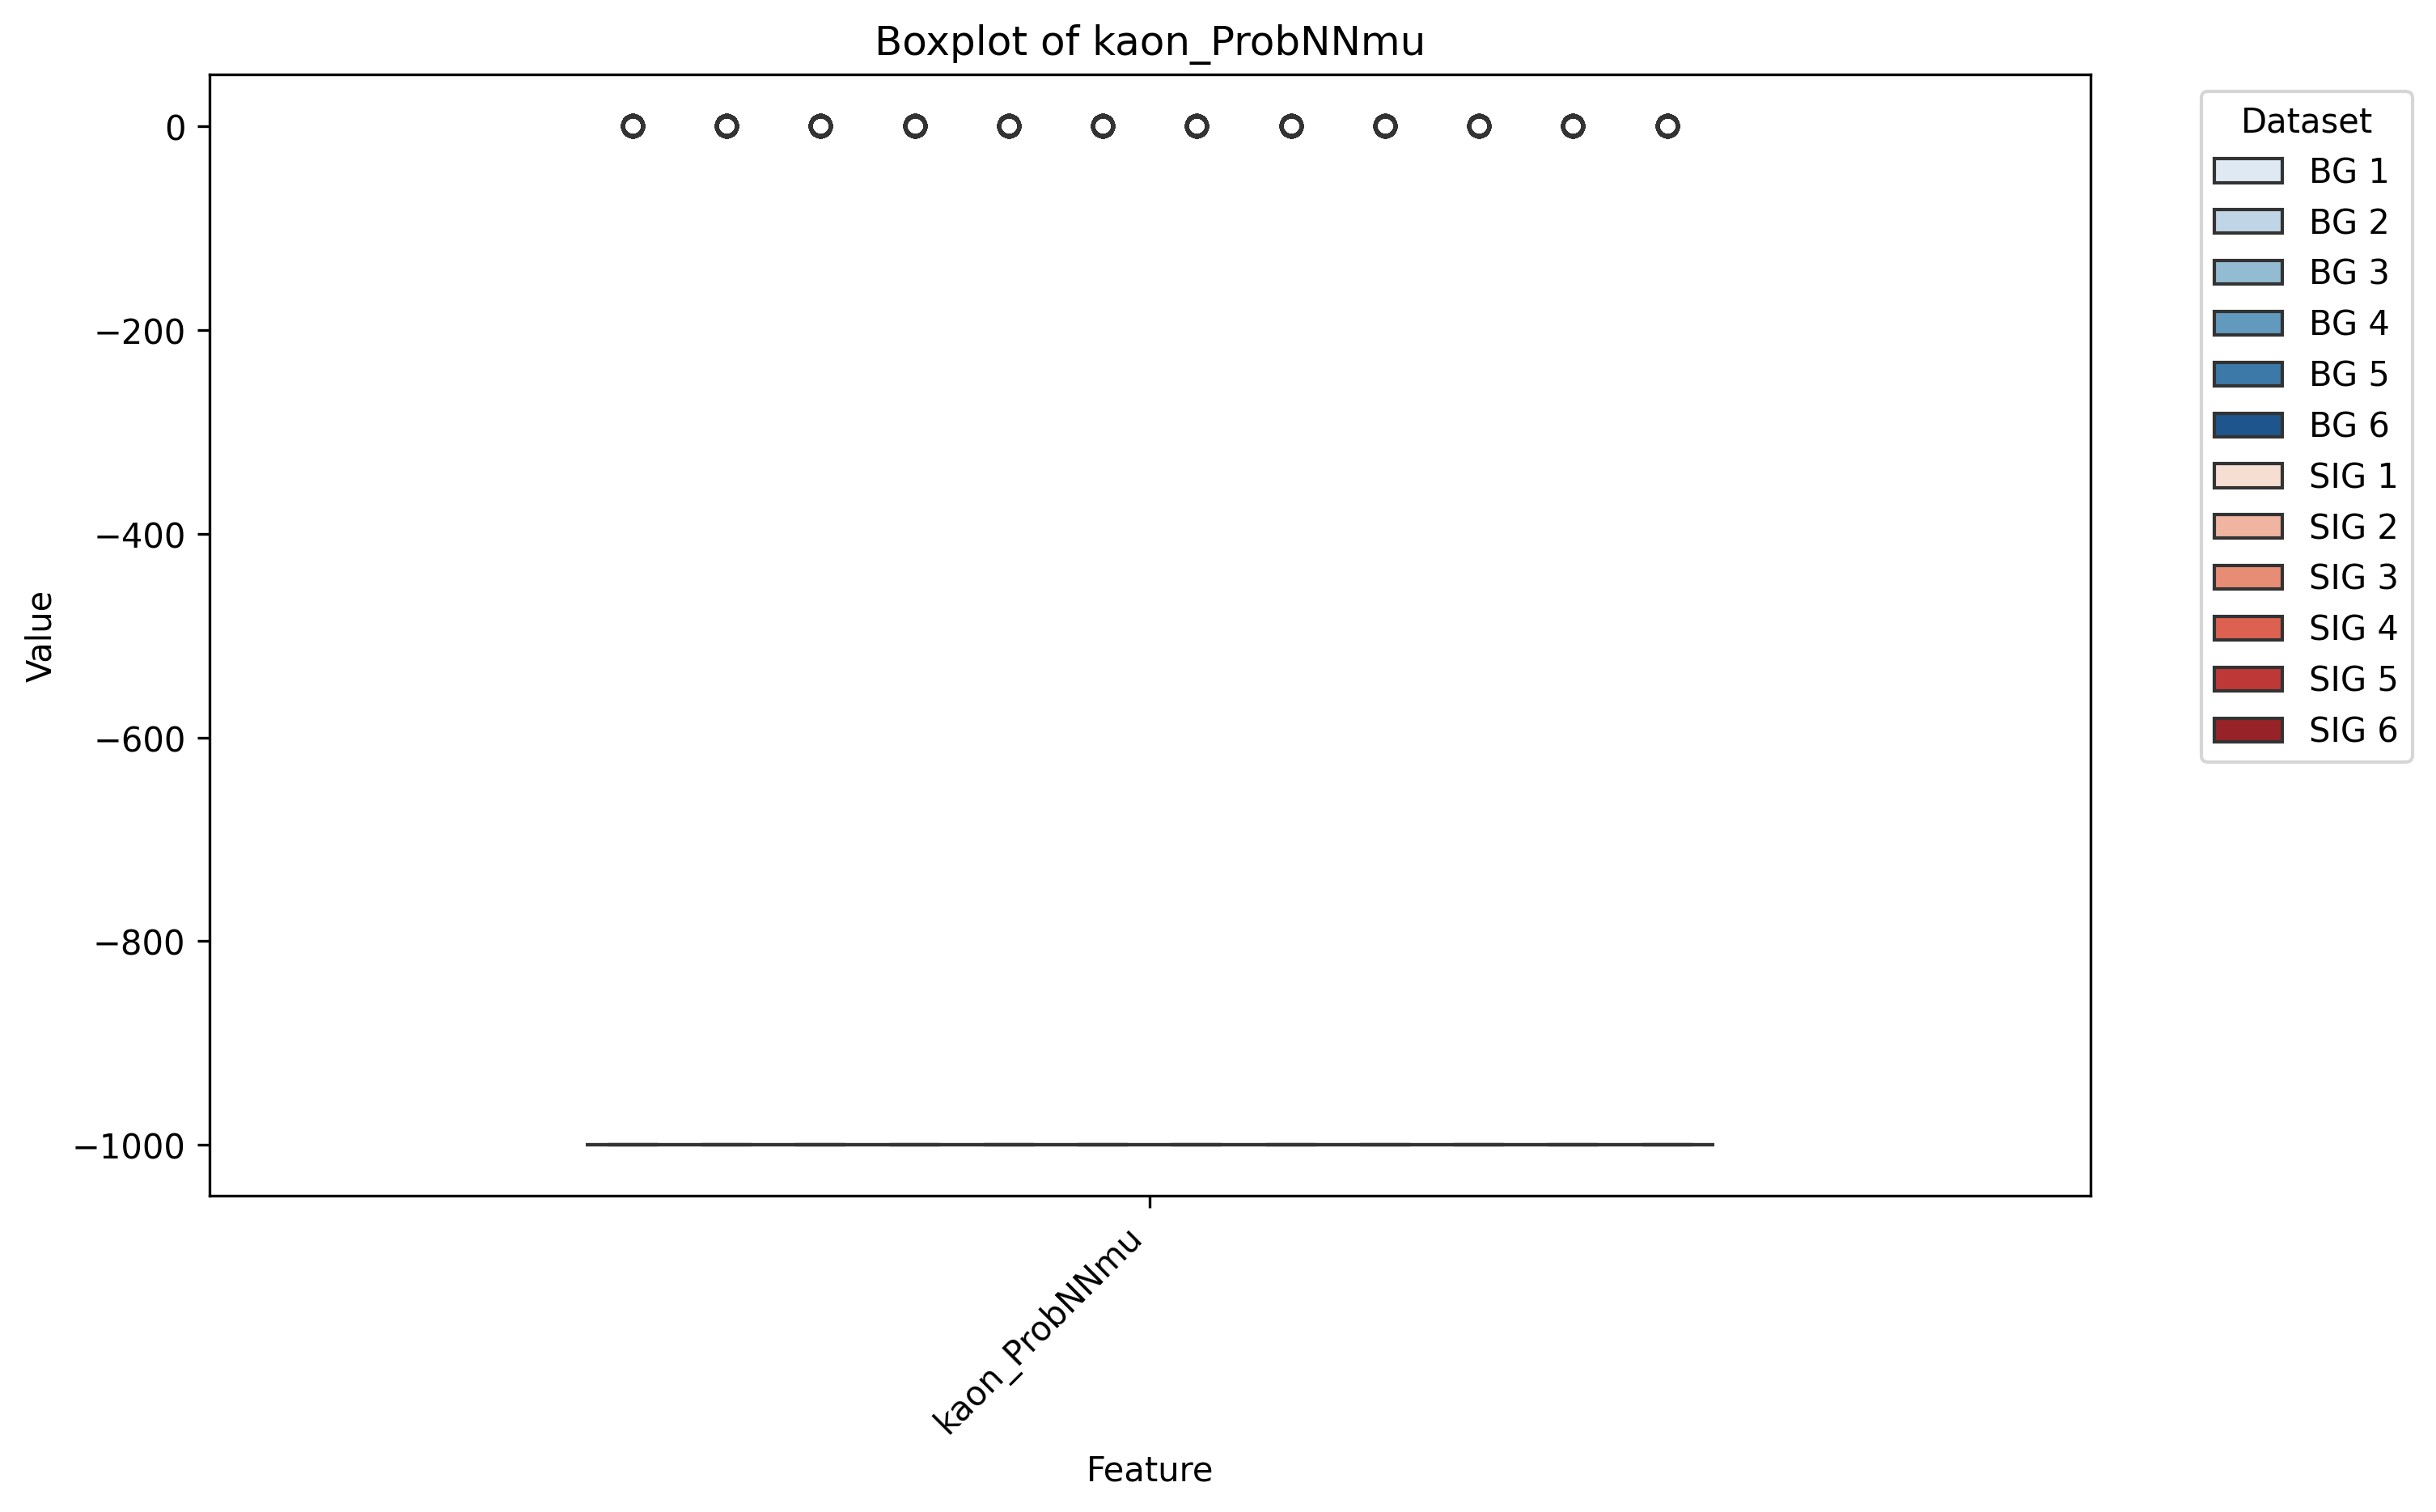 Boxplot of kaon_ProbNNmu
0
−200
−400
−600
−800
−1000
Value
kaon_ProbNNmu
Feature
Dataset
BG 1
BG 2
BG 3
BG 4
BG 5
BG 6
SIG 1
SIG 2
SIG 3
SIG 4
SIG 5
SIG 6